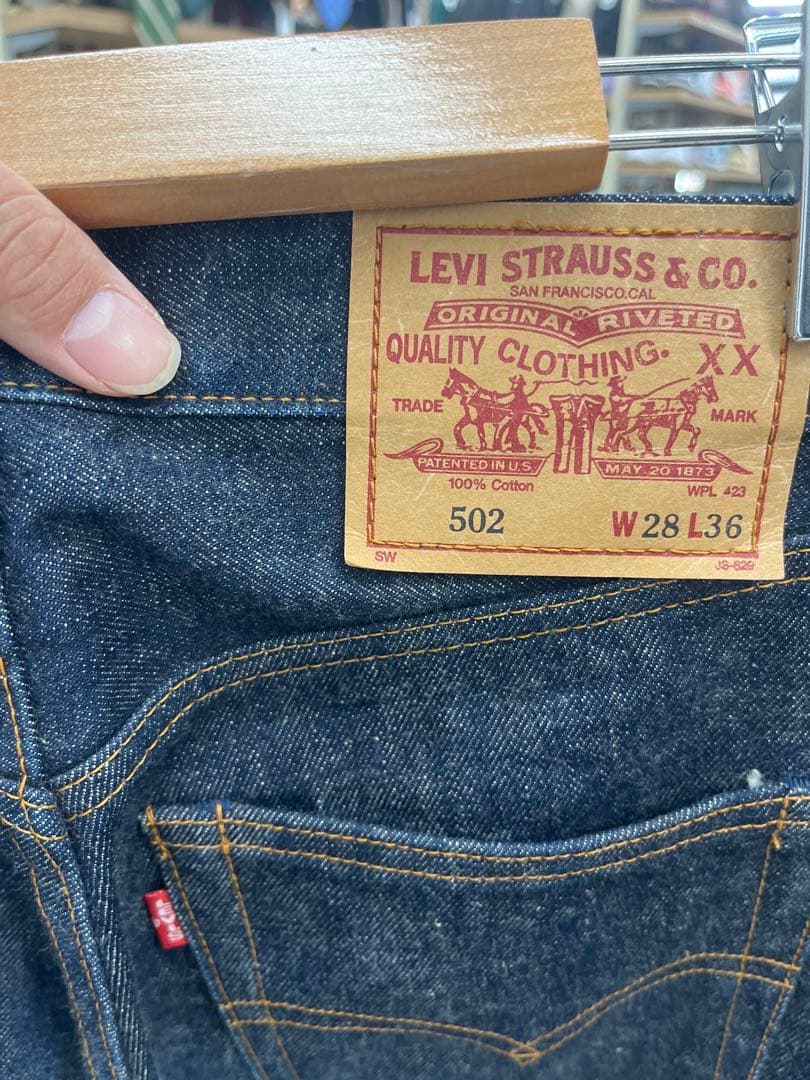 LEVI STRAUSS & CO.
SAN FRANCISCO.CAL
ORIGINAL RIVETED
QUALITY CLOTHING. XX
TRADE MARK
PATENTED IN U.S. MAY 20 1873
100% Cotton WPL 423
502 W28 L36
SW JS-629